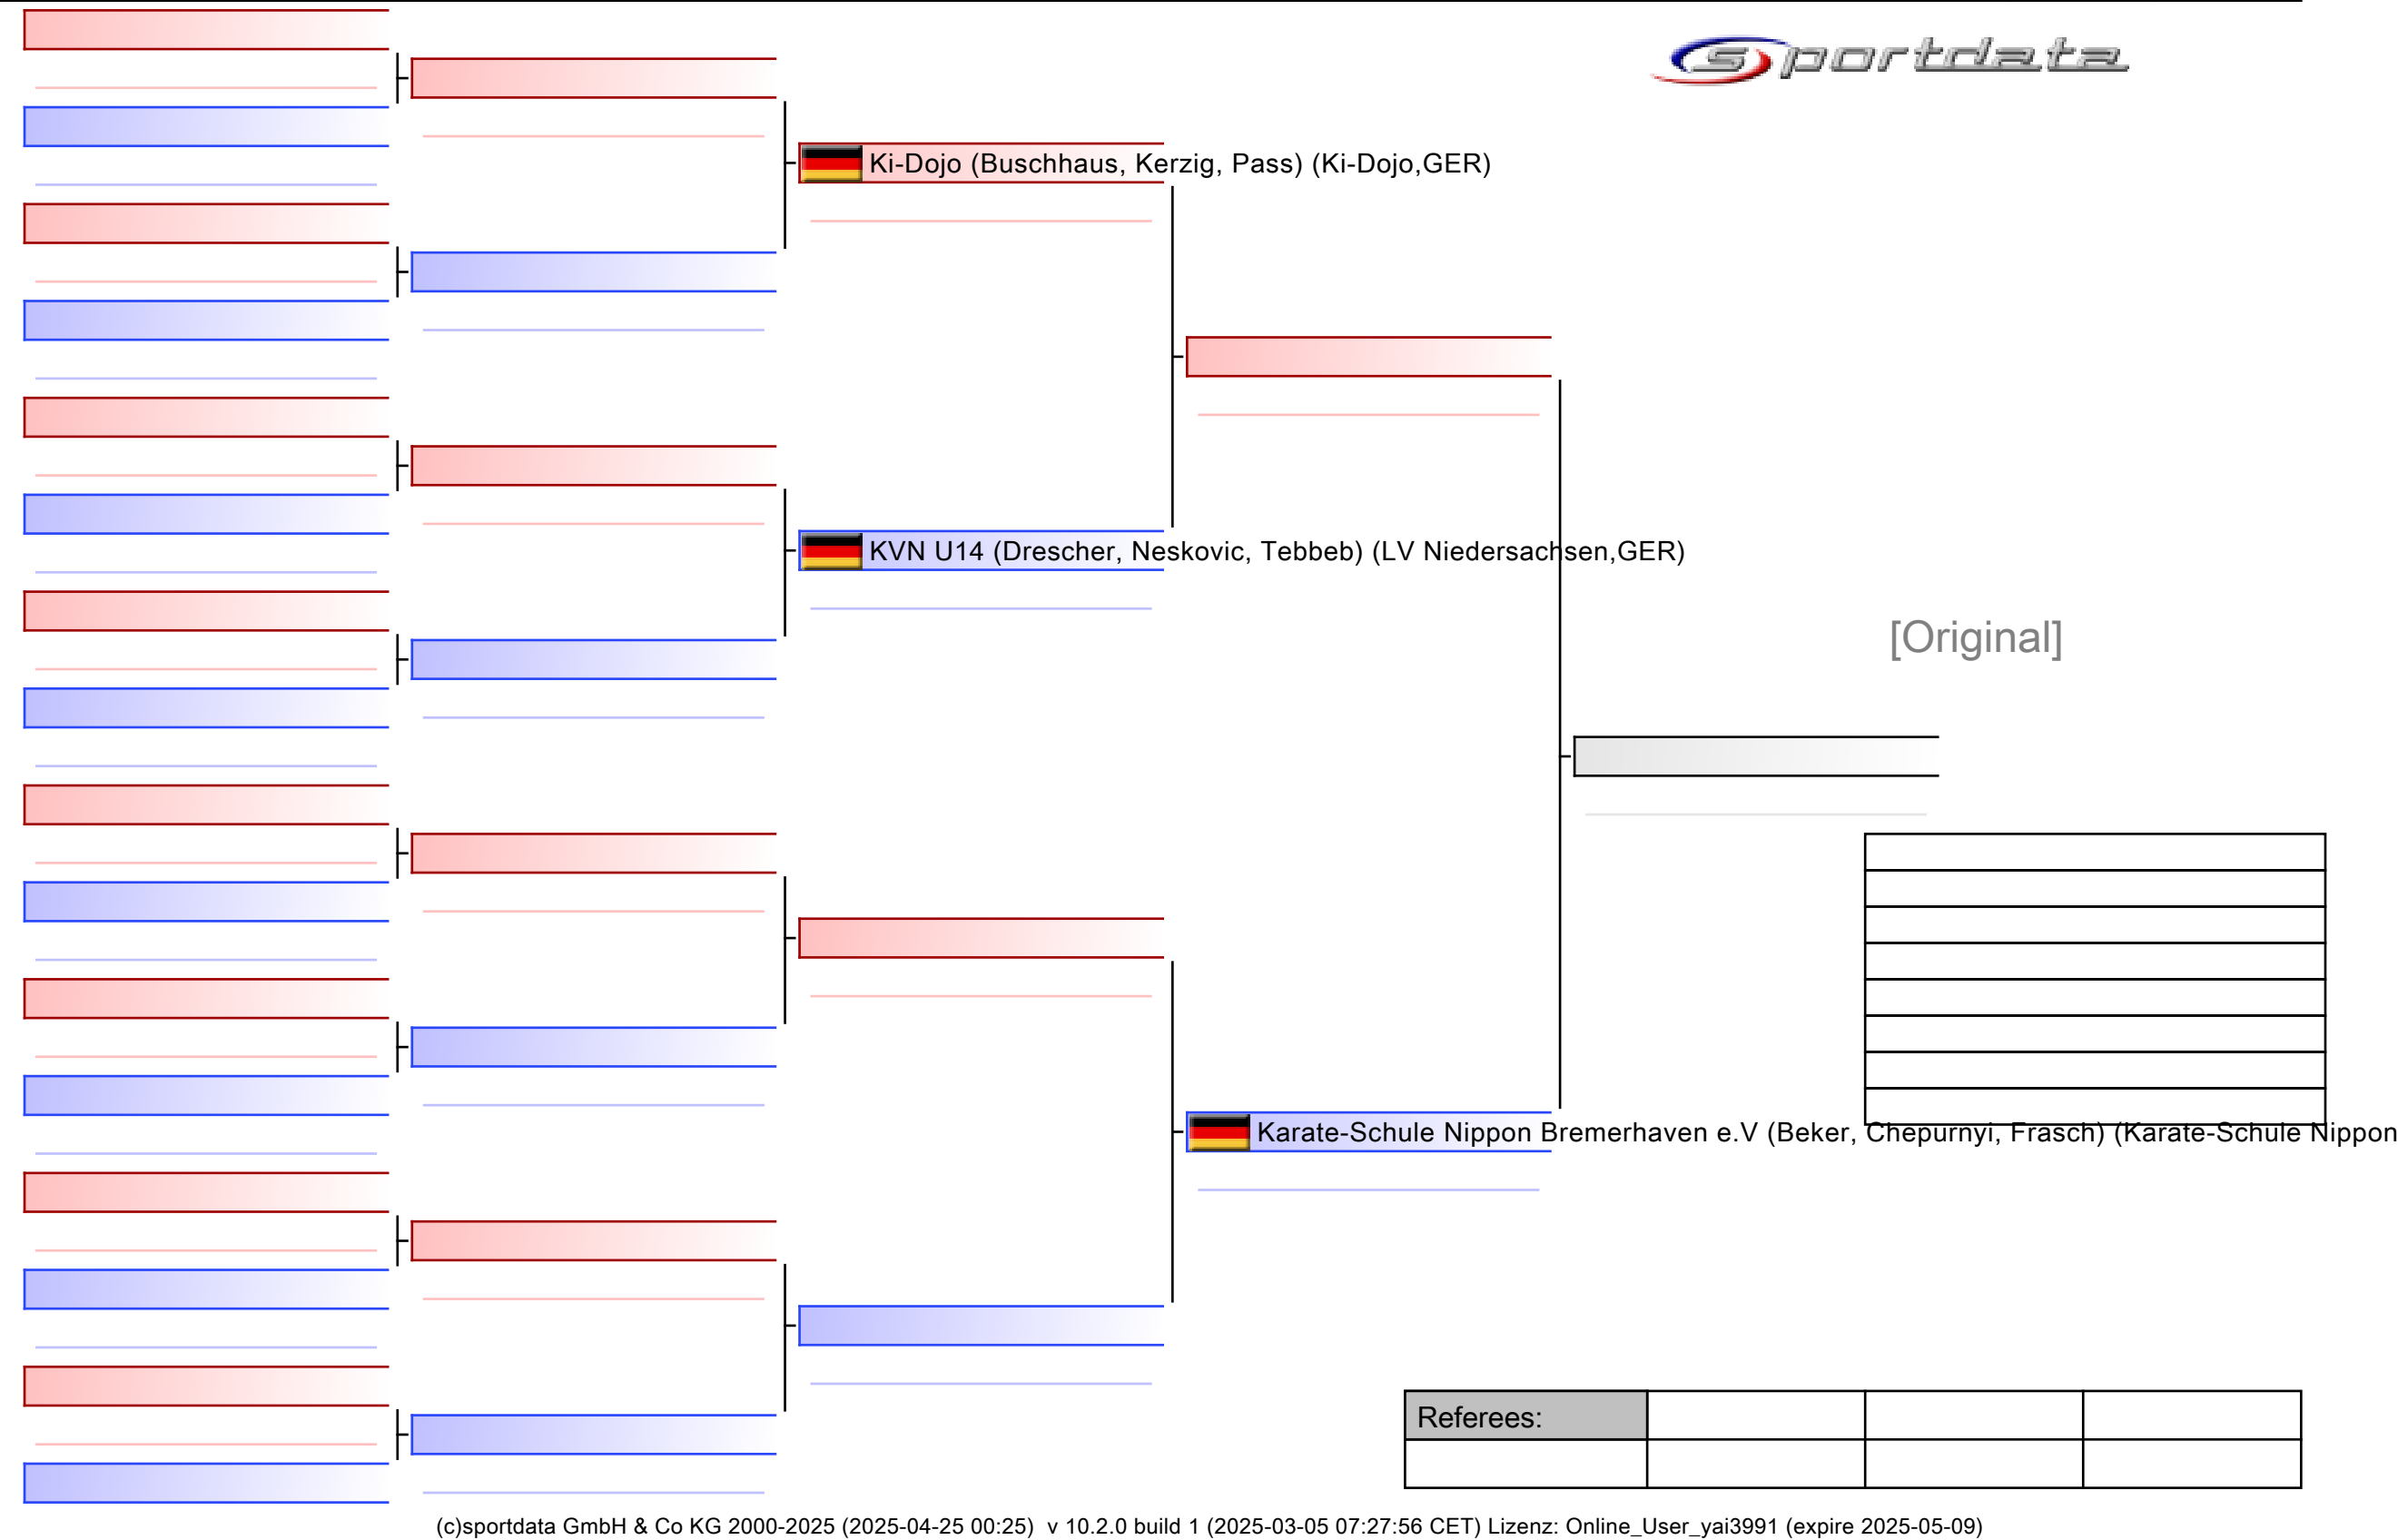 sportdata
Ki-Dojo (Buschhaus, Kerzig, Pass) (Ki-Dojo,GER)
KVN U14 (Drescher, Neskovic, Tebbeb) (LV Niedersachsen,GER)
[Original]
Karate-Schule Nippon Bremerhaven e.V (Beker, Chepurnyi, Frasch) (Karate-Schule Nippon
Referees:
(c)sportdata GmbH & Co KG 2000-2025 (2025-04-25 00:25) v 10.2.0 build 1 (2025-03-05 07:27:56 CET) Lizenz: Online_User_yai3991 (expire 2025-05-09)